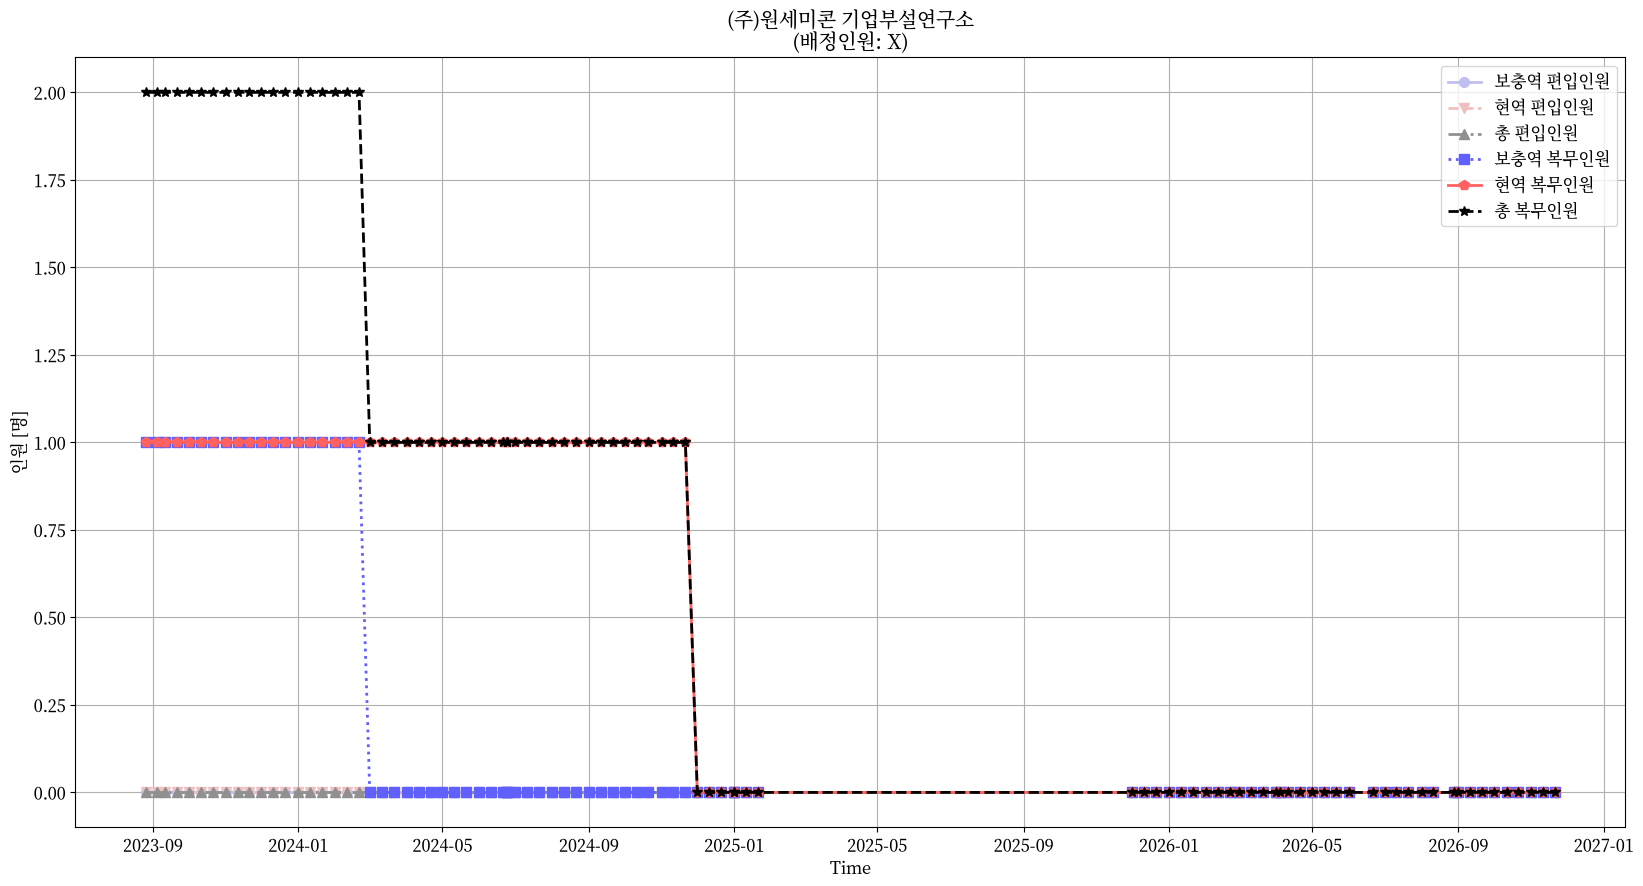 (주)원세미콘 기업부설연구소
(배정인원: X)
보충역 편입인원
현역 편입인원
총 편입인원
보충역 복무인원
현역 복무인원
총 복무인원
인원 [명]
2.00
1.75
1.50
1.25
1.00
0.75
0.50
0.25
0.00
2023-09 2024-01 2024-05 2024-09 2025-01 2025-05 2025-09 2026-01 2026-05 2026-09 2027-01
Time